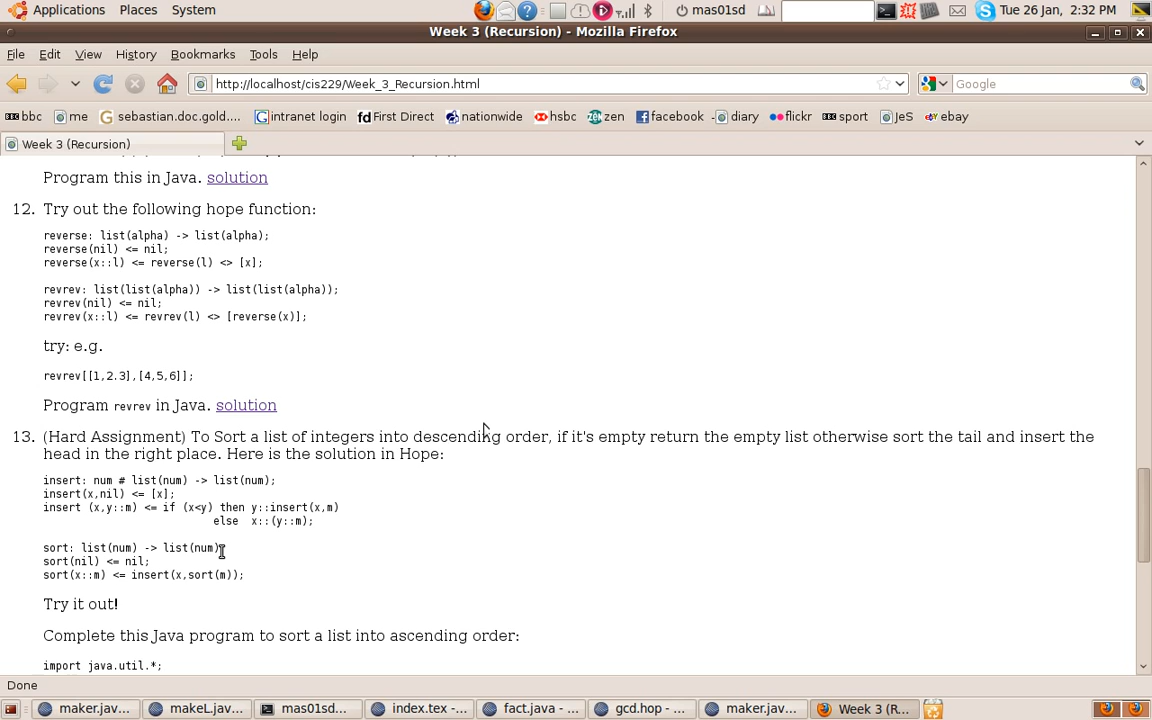 Applications Places System mas01sd Tue 26 Jan, 2:32 PM
Week 3 (Recursion) - Mozilla Firefox
File Edit View History Bookmarks Tools Help
http://localhost/cis229/Week_3_Recursion.html Google
bbc me sebastian.doc.gold.... intranet login fd First Direct nationwide hsbc zen facebook diary flickr sport JeS ebay
Week 3 (Recursion)
Program this in Java. solution
12. Try out the following hope function:
reverse: list(alpha) -> list(alpha);
reverse(nil) <= nil;
reverse(x::l) <= reverse(l) <> [x];
revrev: list(list(alpha)) -> list(list(alpha));
revrev(nil) <= nil;
revrev(x::l) <= revrev(l) <> [reverse(x)];
try: e.g.
revrev[[1,2.3],[4,5,6]];
Program revrev in Java. solution
13. (Hard Assignment) To Sort a list of integers into descending order, if it's empty return the empty list otherwise sort the tail and insert the
head in the right place. Here is the solution in Hope:
insert: num # list(num) -> list(num);
insert(x,nil) <= [x];
insert (x,y::m) <= if (x<y) then y::insert(x,m)
else x::(y::m);
sort: list(num) -> list(num)
sort(nil) <= nil;
sort(x::m) <= insert(x,sort(m));
Try it out!
Complete this Java program to sort a list into ascending order:
import java.util.*;
Done
maker.jav... makeL.jav... mas01sd... index.tex -... fact.java - ... gcd.hop - ... maker.jav... Week 3 (R...